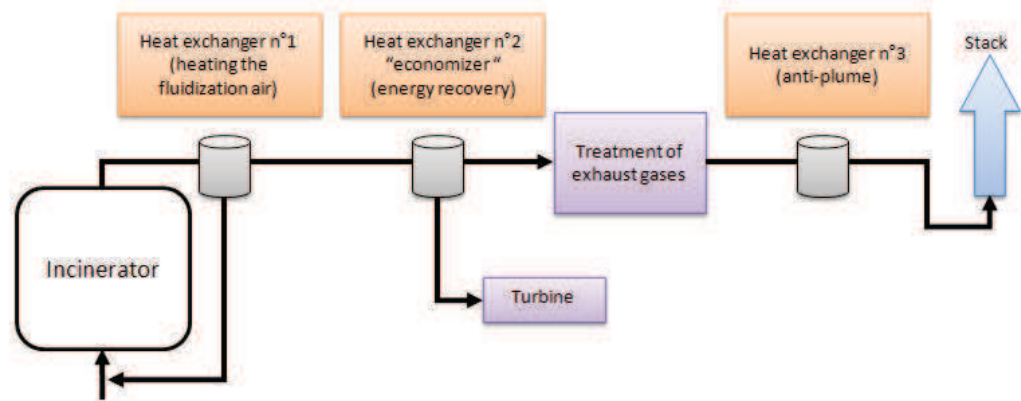 Heat exchanger n°1
(heating the
fluidization air)
Heat exchanger n°2
“economizer“
(energy recovery)
Heat exchanger n°3
(anti-plume)
Stack
Treatment of
exhaust gases
Incinerator
Turbine